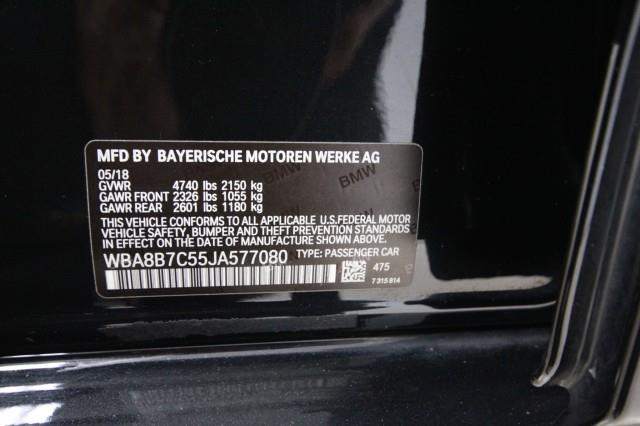 MFD BY BAYERISCHE MOTOREN WERKE AG
05/18
GVWR 4740 lbs 2150 kg
GAWR FRONT 2326 lbs 1055 kg
GAWR REAR 2601 lbs 1180 kg
THIS VEHICLE CONFORMS TO ALL APPLICABLE U.S.FEDERAL MOTOR
VEHICLE SAFETY, BUMPER AND THEFT PREVENTION STANDARDS
IN EFFECT ON THE DATE OF MANUFACTURE SHOWN ABOVE.
WBA8B7C55JA577080 TYPE: PASSENGER CAR
475
7 315 814
BMW
BMW